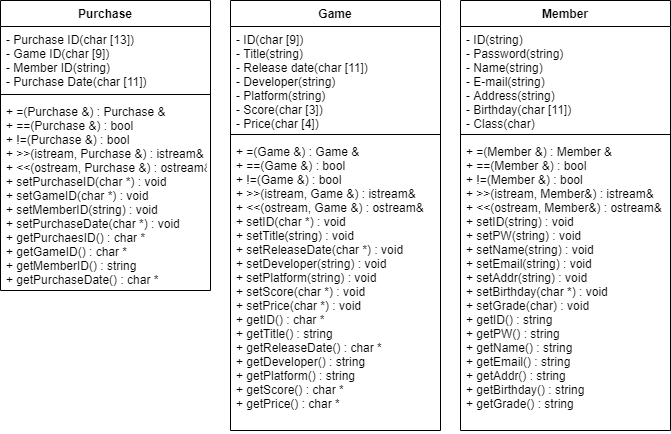 Purchase
- Purchase ID(char [13])
- Game ID(char [9])
- Member ID(string)
- Purchase Date(char [11])
+ =(Purchase &) : Purchase &
+ ==(Purchase &) : bool
+ !=(Purchase &) : bool
+ >>(istream, Purchase &) : istream&
+ <<(ostream, Purchase &) : ostream&
+ setPurchaseID(char *) : void
+ setGameID(char *) : void
+ setMemberID(string) : void
+ setPurchaseDate(char *) : void
+ getPurchaesID() : char *
+ getGameID() : char *
+ getMemberID() : string
+ getPurchaseDate() : char *
Game
- ID(char [9])
- Title(string)
- Release date(char [11])
- Developer(string)
- Platform(string)
- Score(char [3])
- Price(char [4])
+ =(Game &) : Game &
+ ==(Game &) : bool
+ !=(Game &) : bool
+ >>(istream, Game &) : istream&
+ <<(ostream, Game &) : ostream&
+ setID(char *) : void
+ setTitle(string) : void
+ setReleaseDate(char *) : void
+ setDeveloper(string) : void
+ setPlatform(string) : void
+ setScore(char *) : void
+ setPrice(char *) : void
+ getID() : char *
+ getTitle() : string
+ getReleaseDate() : char *
+ getDeveloper() : string
+ getPlatform() : string
+ getScore() : char *
+ getPrice() : char *
Member
- ID(string)
- Password(string)
- Name(string)
- E-mail(string)
- Address(string)
- Birthday(char [11])
- Class(char)
+ =(Member &) : Member &
+ ==(Member &) : bool
+ !=(Member &) : bool
+ >>(istream, Member&) : istream&
+ <<(ostream, Member&) : ostream&
+ setID(string) : void
+ setPW(string) : void
+ setName(string) : void
+ setEmail(string) : void
+ setAddr(string) : void
+ setBirthday(char *) : void
+ setGrade(char) : void
+ getID() : string
+ getPW() : string
+ getName() : string
+ getEmail() : string
+ getAddr() : string
+ getBirthday() : string
+ getGrade() : string